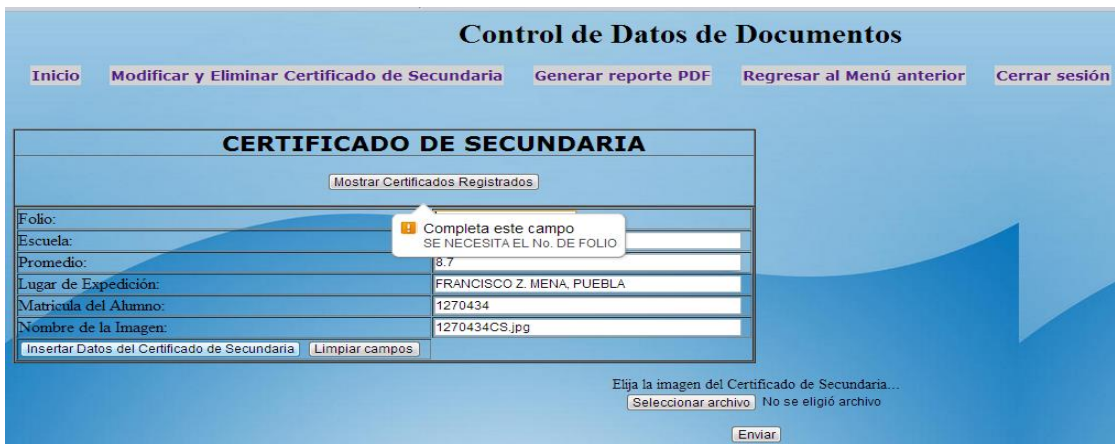 Control de Datos de Documentos
Inicio Modificar y Eliminar Certificado de Secundaria Generar reporte PDF Regresar al Menú anterior Cerrar sesión
CERTIFICADO DE SECUNDARIA
Mostrar Certificados Registrados
Folio:
Completa este campo
SE NECESITA EL No. DE FOLIO
Escuela:
Promedio: 8.7
Lugar de Expedición: FRANCISCO Z. MENA, PUEBLA
Matricula del Alumno: 1270434
Nombre de la Imagen: 1270434CS.jpg
Insertar Datos del Certificado de Secundaria Limpiar campos
Elija la imagen del Certificado de Secundaria...
Seleccionar archivo No se eligió archivo
Enviar